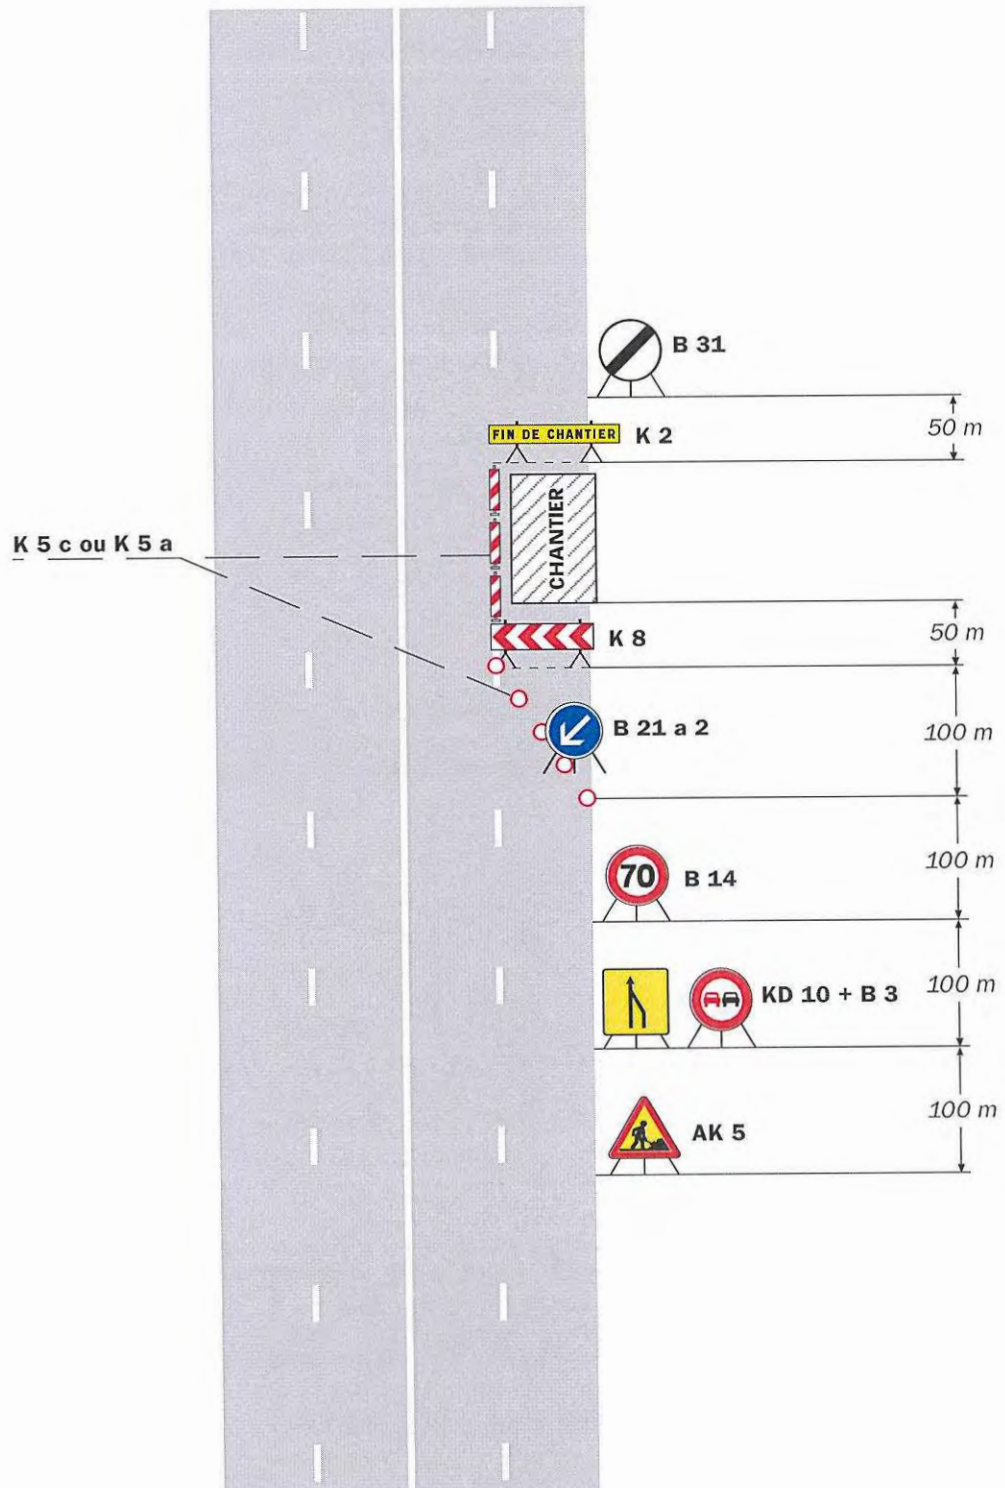 B 31
50 m
FIN DE CHANTIER
K 2
CHANTIER
K 5 c ou K 5 a
50 m
K 8
B 21 a 2
100 m
70
B 14
100 m
KD 10 + B 3
100 m
AK 5
100 m